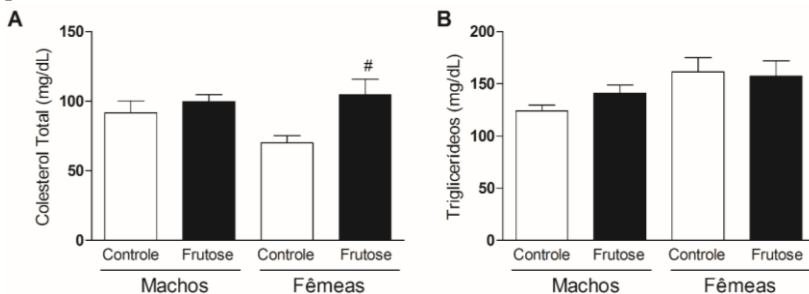 A
Colesterol Total (mg/dL)
150
100
50
0
#
Controle Frutose Controle Frutose
Machos Fêmeas
B
Triglicerídeos (mg/dL)
200
150
100
50
0
Controle Frutose Controle Frutose
Machos Fêmeas